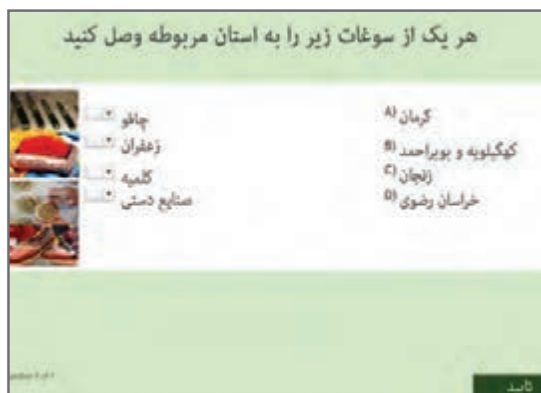 هر یک از سوغات زیر را به استان مربوطه وصل کنید
کرمان (A
کهگیلویه و بویراحمد (B
زنجان (C
خراسان رضوی (D
چاقو
زعفران
کلمپه
صنایع دستی
تایید